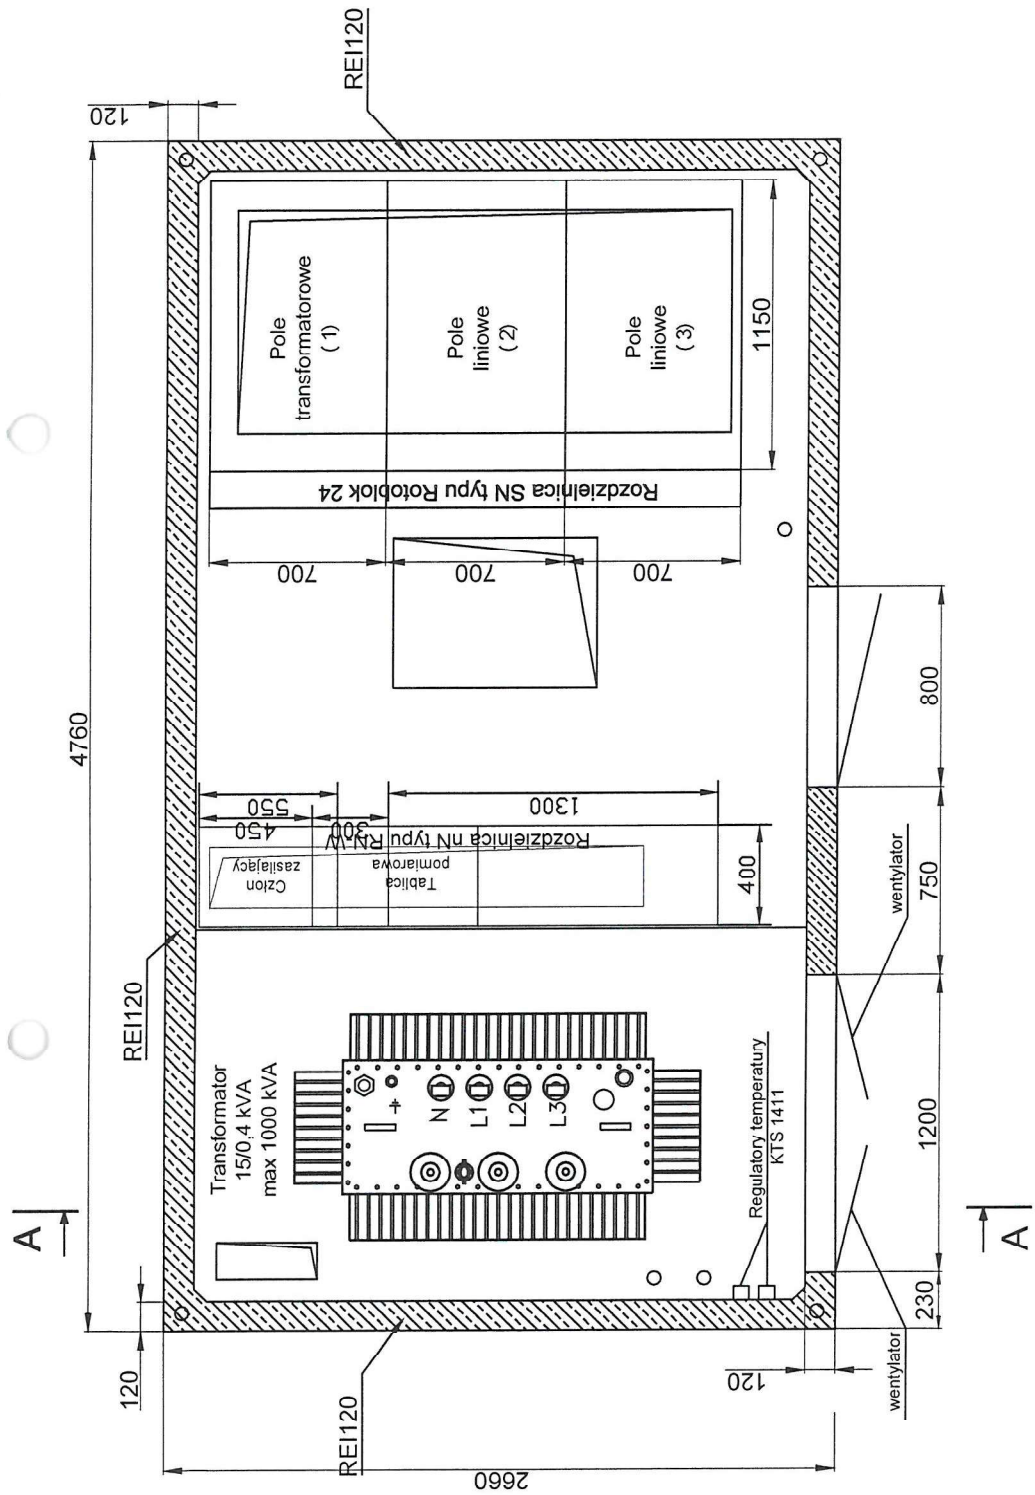 A
A
4760
120
120
REI120
REI120
REI120
2660
120
230
1200
750
800
wentylator
wentylator
Transformator
15/0,4 kVA
max 1000 kVA
N
L1
L2
L3
Regulatory temperatury
KTS 1411
Człon
zasilający
Tablica
pomiarowa
Rozdzielnica nN typu RN-W
450
550
300
1300
400
700
700
700
Rozdzielnica SN typu Rotoblok 24
Pole
transformatorowe
( 1)
Pole
liniowe
( 2)
Pole
liniowe
( 3)
1150